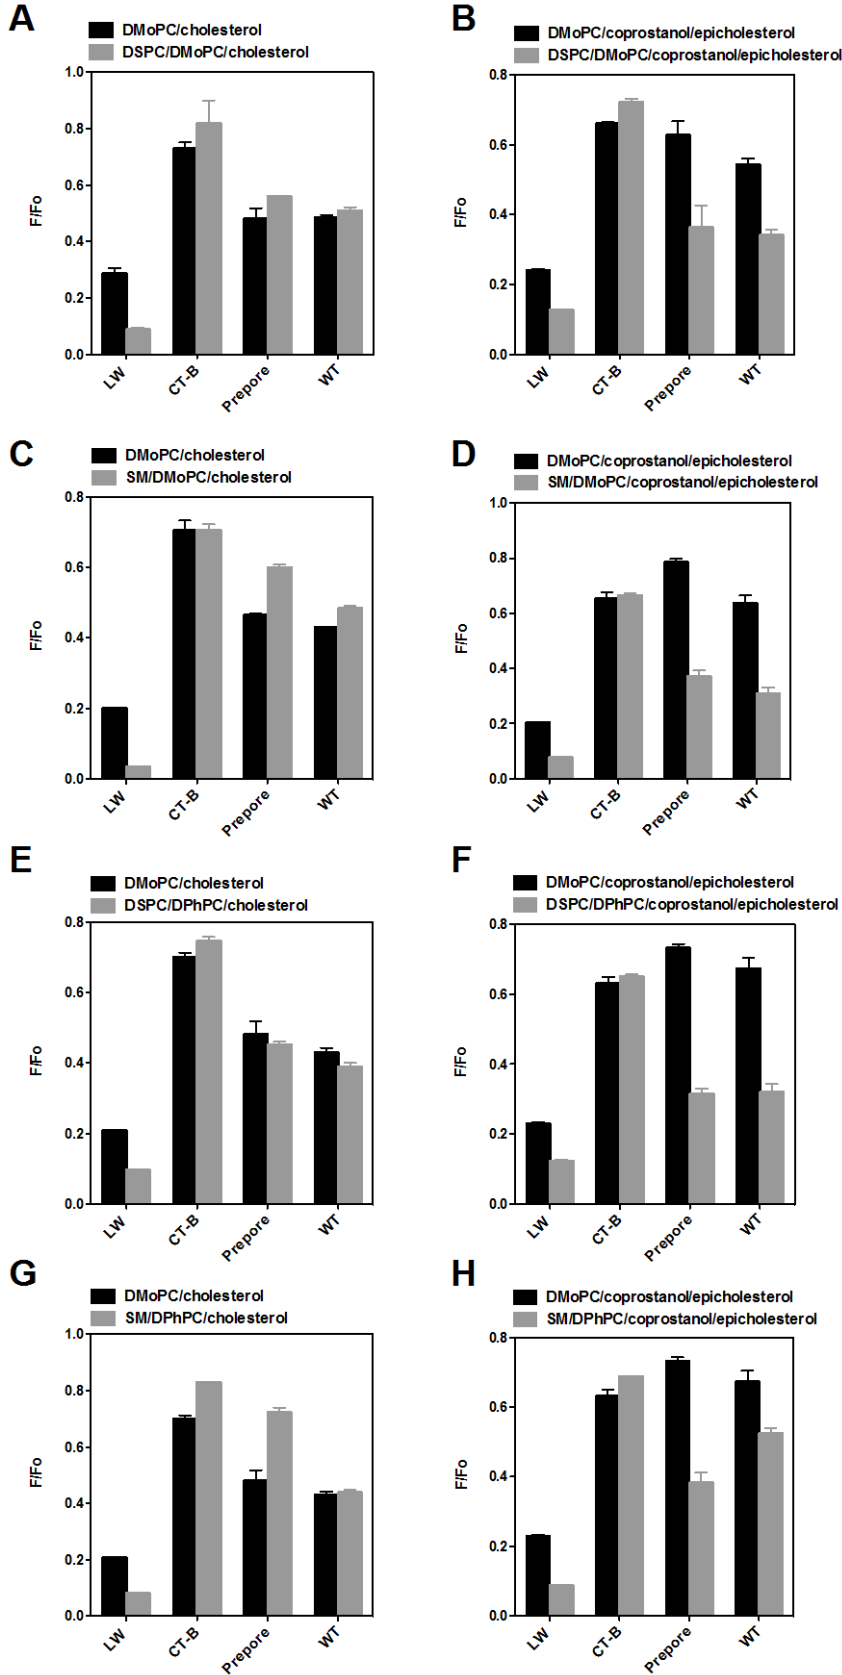 A
DMoPC/cholesterol
DSPC/DMoPC/cholesterol
F/Fo
1.0
0.8
0.6
0.4
0.2
0.0
LW
CT-B
Prepore
WT
B
DMoPC/coprostanol/epicholesterol
DSPC/DMoPC/coprostanol/epicholesterol
F/Fo
0.8
0.6
0.4
0.2
0.0
LW
CT-B
Prepore
WT
C
DMoPC/cholesterol
SM/DMoPC/cholesterol
F/Fo
0.8
0.6
0.4
0.2
0.0
LW
CT-B
Prepore
WT
D
DMoPC/coprostanol/epicholesterol
SM/DMoPC/coprostanol/epicholesterol
F/Fo
1.0
0.8
0.6
0.4
0.2
0.0
LW
CT-B
Prepore
WT
E
DMoPC/cholesterol
DSPC/DPhPC/cholesterol
F/Fo
0.8
0.6
0.4
0.2
0.0
LW
CT-B
Prepore
WT
F
DMoPC/coprostanol/epicholesterol
DSPC/DPhPC/coprostanol/epicholesterol
F/Fo
0.8
0.6
0.4
0.2
0.0
LW
CT-B
Prepore
WT
G
DMoPC/cholesterol
SM/DPhPC/cholesterol
F/Fo
1.0
0.8
0.6
0.4
0.2
0.0
LW
CT-B
Prepore
WT
H
DMoPC/coprostanol/epicholesterol
SM/DPhPC/coprostanol/epicholesterol
F/Fo
0.8
0.6
0.4
0.2
0.0
LW
CT-B
Prepore
WT